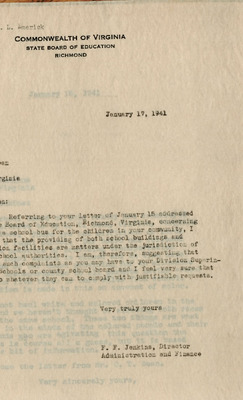 COMMONWEALTH OF VIRGINIA
STATE BOARD OF EDUCATION
RICHMOND
January 17, 1941
Referring to your letter of January 15 addressed
Board of Education, Richmond, Virginia, concerning
school bus for the children in your community, I
that the providing of both school buildings and
facilities are matters under the jurisdiction of
school authorities. I am, therefore, suggesting that
such complaints as you may have to your Division Superin-
Schools or county school board and I feel very sure that
whatever they can to comply with justifiable requests.
Very truly yours
F. F. Jenkins, Director
Administration and Finance